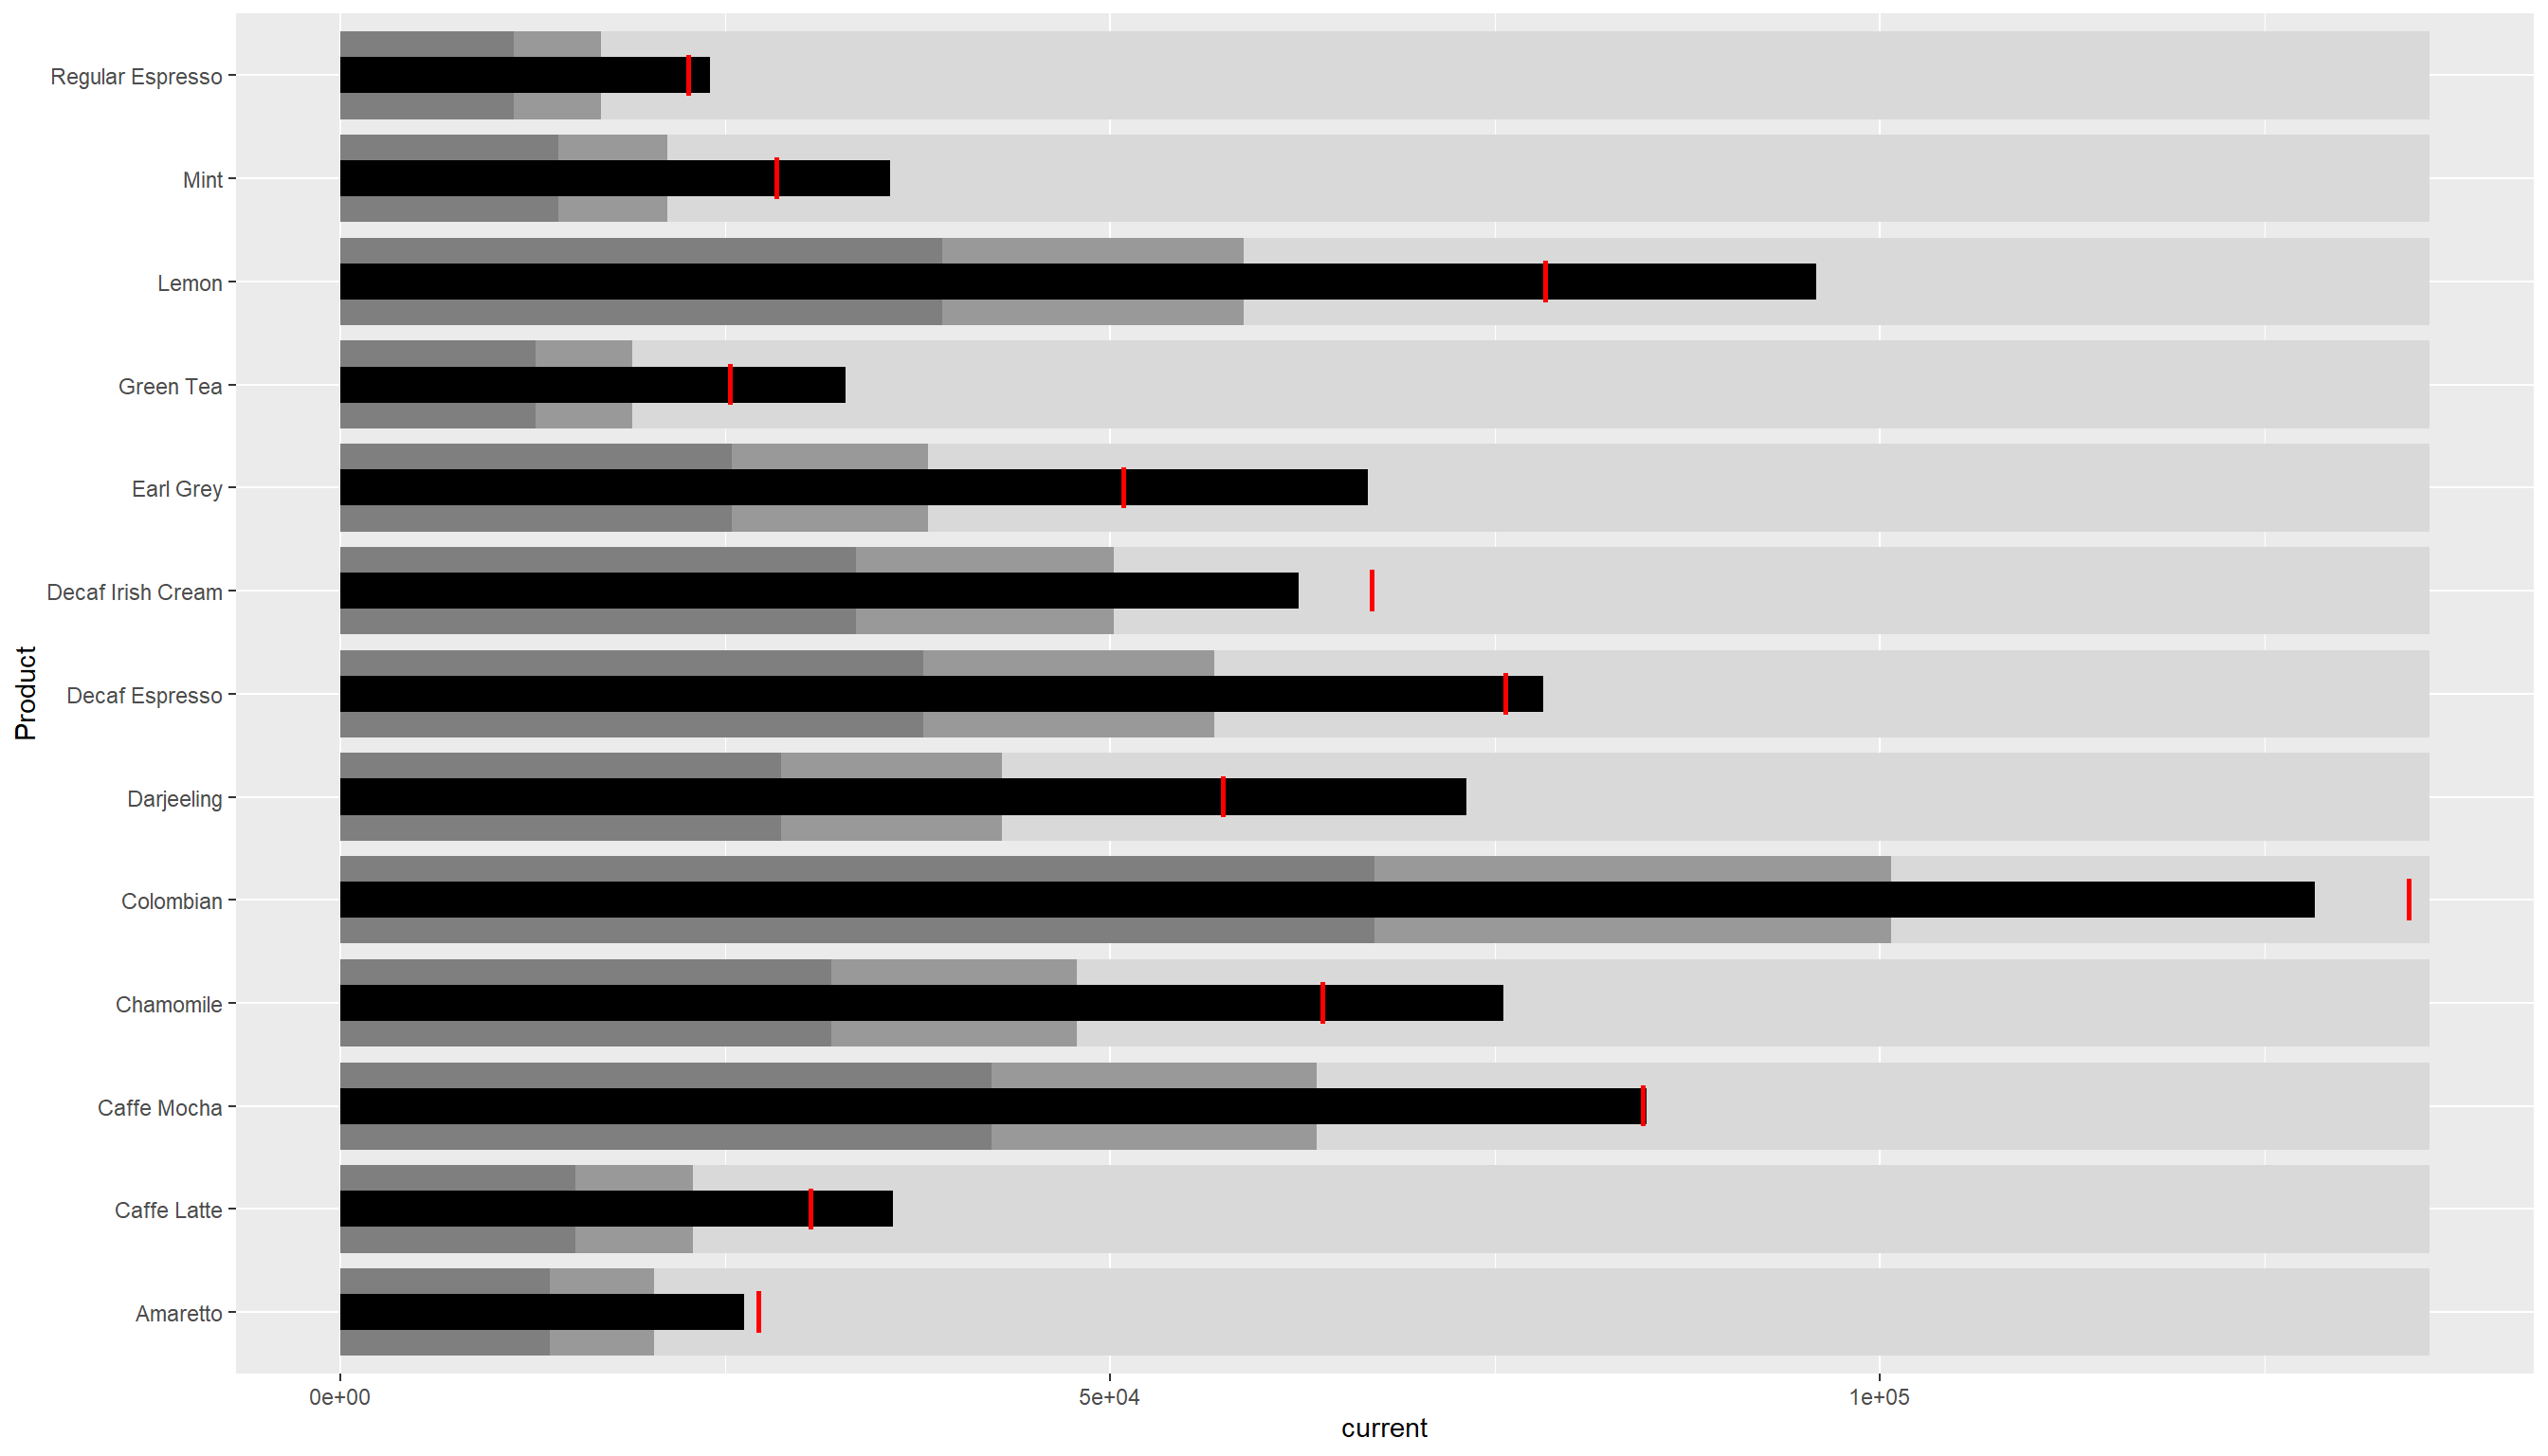 Regular Espresso
Mint
Lemon
Green Tea
Earl Grey
Decaf Irish Cream
Decaf Espresso
Darjeeling
Colombian
Chamomile
Caffe Mocha
Caffe Latte
Amaretto
Product
0e+00 5e+04 1e+05
current